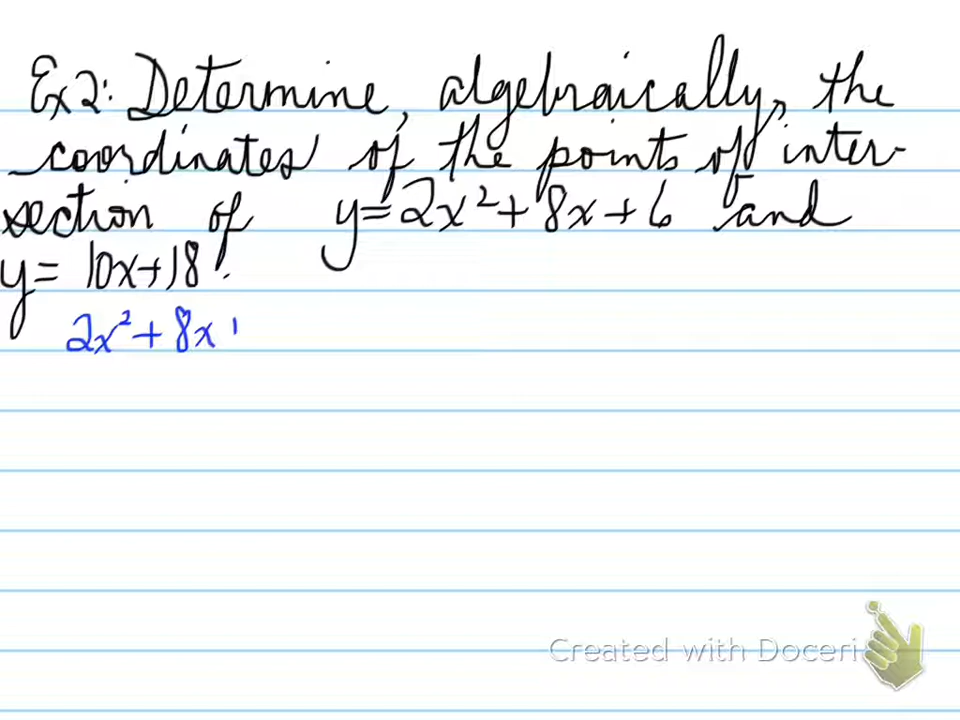 Ex2: Determine, algebraically, the
coordinates of the points of inter-
section of y=2x²+8x+6 and
y= 10x+18.
2x²+8x
Created with Doceri